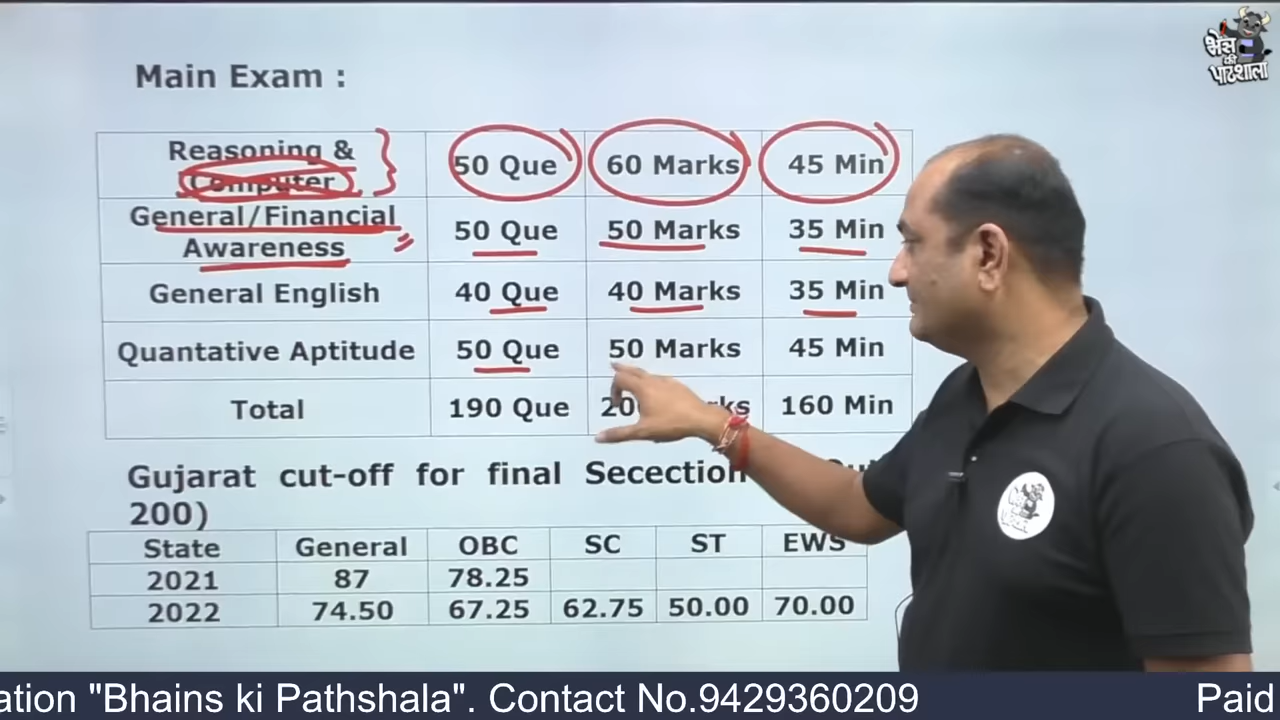 भैंस
की
पाठशाला
Main Exam :
Reasoning & Computer 50 Que 60 Marks 45 Min
General/Financial Awareness 50 Que 50 Marks 35 Min
General English 40 Que 40 Marks 35 Min
Quantative Aptitude 50 Que 50 Marks 45 Min
Total 190 Que 160 Min
Gujarat cut-off for final Secection
200)
State General OBC SC ST EWS
2021 87 78.25
2022 74.50 67.25 62.75 50.00 70.00
"Bhains ki Pathshala". Contact No.9429360209 Paid